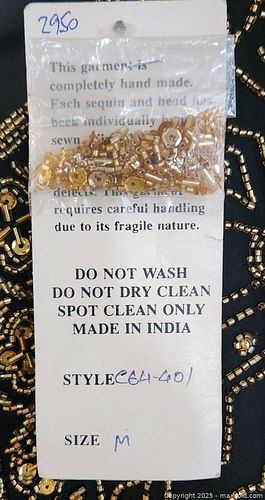 2950
This garment is
completely hand made.
Each sequin and bead has
been individually
sewn
defects. This garment
requires careful handling
due to its fragile nature.
DO NOT WASH
DO NOT DRY CLEAN
SPOT CLEAN ONLY
MADE IN INDIA
STYLE C64-401
SIZE M
Copyright 2025 - maxsold.com